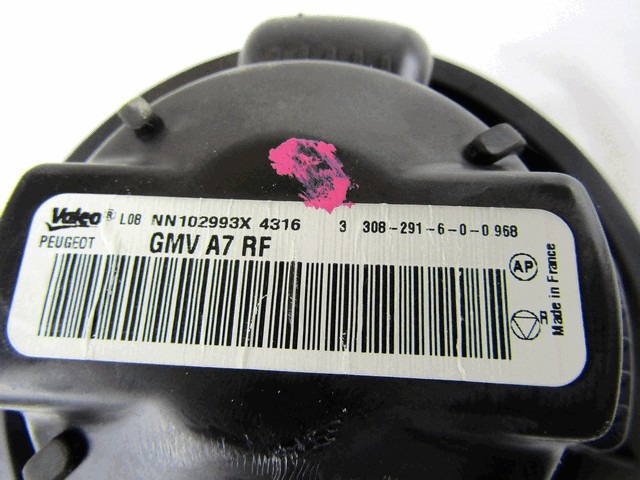 Valeo ® L08 NN102993X 4316 3 308-291-6-0-0 968
PEUGEOT GMV A7 RF
AP
R
Made in France